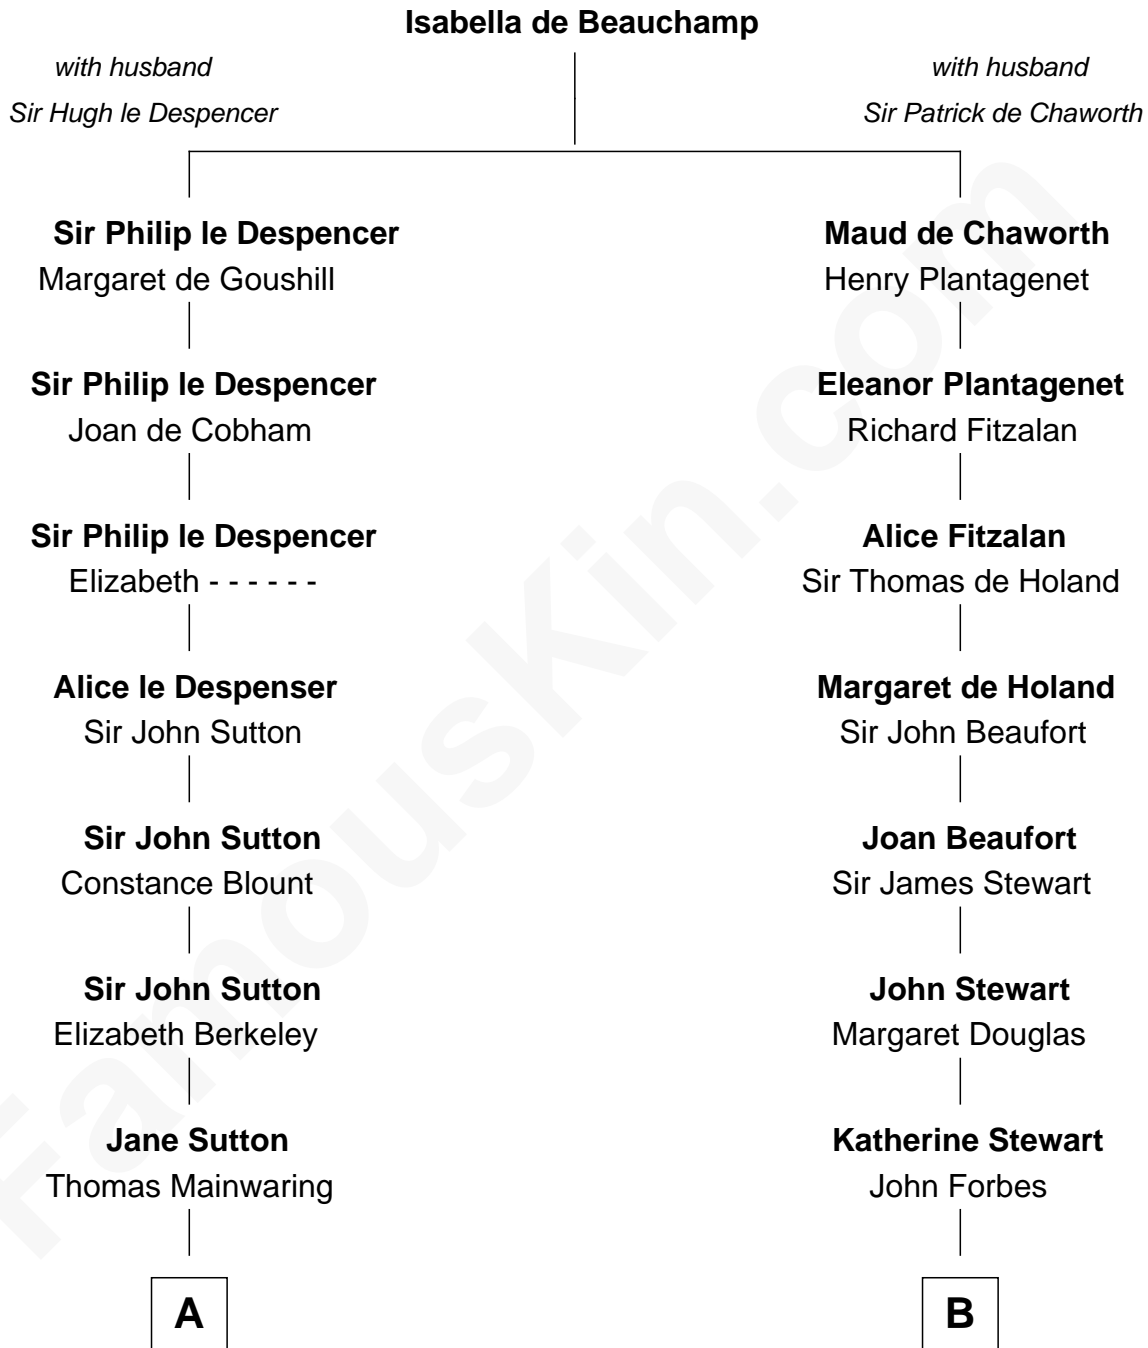 Isabella de Beauchamp
with husband
Sir Hugh le Despencer
with husband
Sir Patrick de Chaworth
Sir Philip le Despencer
Margaret de Goushill
Maud de Chaworth
Henry Plantagenet
Sir Philip le Despencer
Joan de Cobham
Eleanor Plantagenet
Richard Fitzalan
Sir Philip le Despencer
Elizabeth - - - - - -
Alice Fitzalan
Sir Thomas de Holand
Alice le Despenser
Sir John Sutton
Margaret de Holand
Sir John Beaufort
Sir John Sutton
Constance Blount
Joan Beaufort
Sir James Stewart
Sir John Sutton
Elizabeth Berkeley
John Stewart
Margaret Douglas
Jane Sutton
Thomas Mainwaring
Katherine Stewart
John Forbes
A
B
FamousKin.com